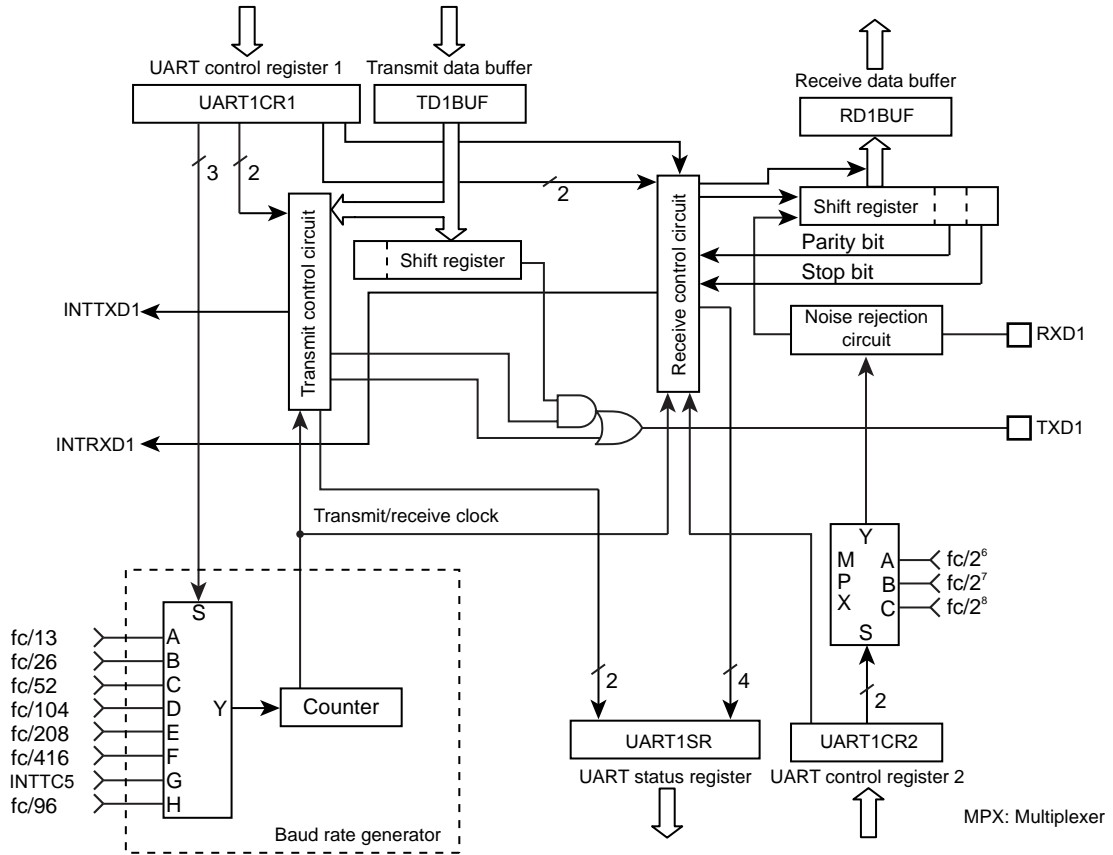 UART control register 1
Transmit data buffer
Receive data buffer
UART1CR1
TD1BUF
RD1BUF
3
2
2
Transmit control circuit
Shift register
Receive control circuit
Shift register
Parity bit
Stop bit
INTTXD1
Noise rejection
circuit
RXD1
INTRXD1
TXD1
Transmit/receive clock
Y
M
P
X
A
B
C
S
fc/2⁶
fc/2⁷
fc/2⁸
S
fc/13
A
fc/26
B
fc/52
C
fc/104
D
Y
Counter
fc/208
E
fc/416
F
INTTC5
G
fc/96
H
Baud rate generator
2
4
2
UART1SR
UART1CR2
UART status register
UART control register 2
MPX: Multiplexer